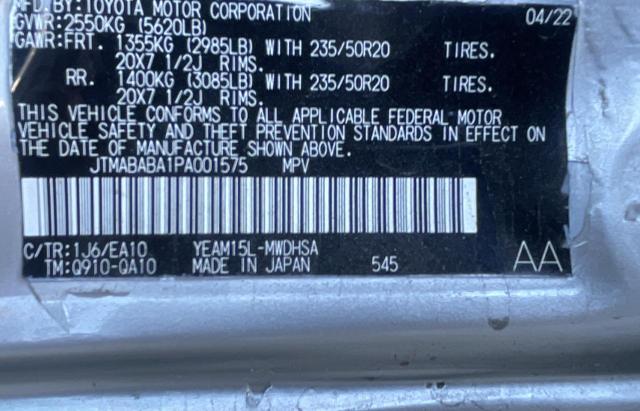 MFD.BY:TOYOTA MOTOR CORPORATION 04/22
GVWR:2550KG (5620LB)
GAWR:FRT. 1355KG (2985LB) WITH 235/50R20 TIRES.
20X7 1/2J RIMS.
RR. 1400KG (3085LB) WITH 235/50R20 TIRES.
20X7 1/2J RIMS.
THIS VEHICLE CONFORMS TO ALL APPLICABLE FEDERAL MOTOR
VEHICLE SAFETY AND THEFT PREVENTION STANDARDS IN EFFECT ON
THE DATE OF MANUFACTURE SHOWN ABOVE.
JTMABABA1PA001575 MPV
C/TR:1J6/EA10 YEAM15L-MWDHSA
TM:Q910-QA10 MADE IN JAPAN 545 AA